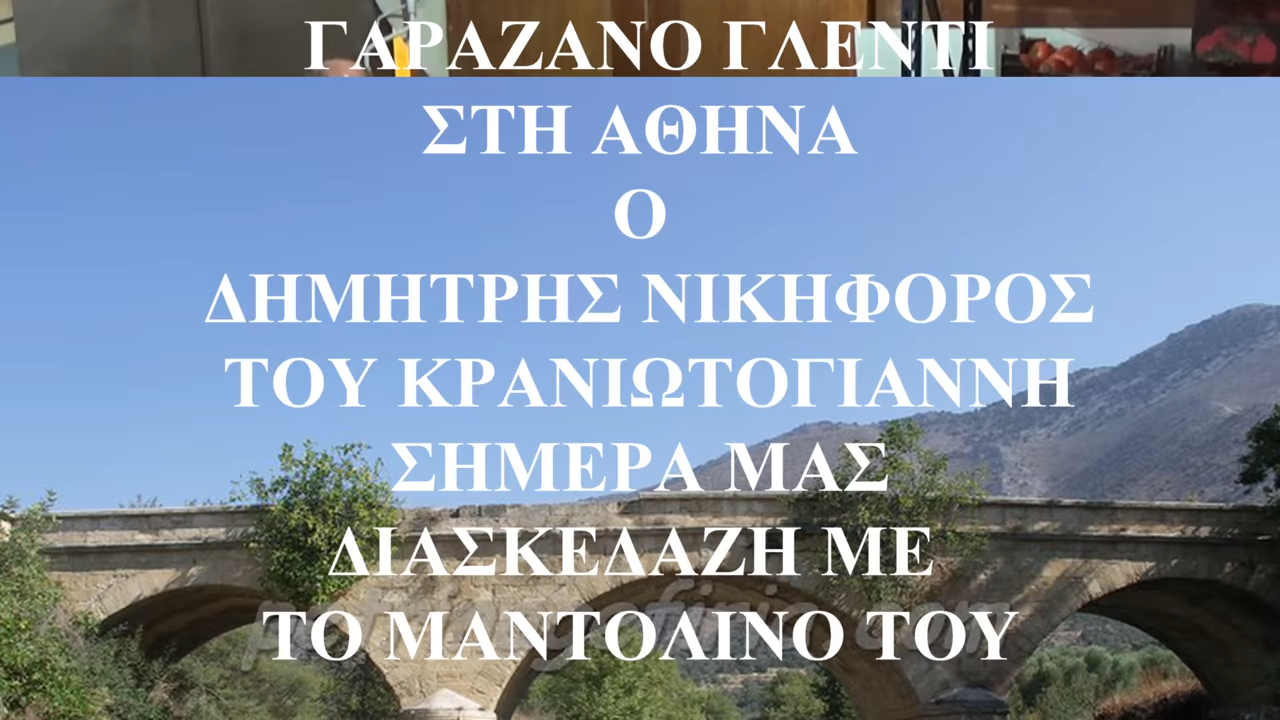 ΓΑΡΑΖΑΝΟ ΓΛΕΝΤΙ
ΣΤΗ ΑΘΗΝΑ
Ο
ΔΗΜΗΤΡΗΣ ΝΙΚΗΦΟΡΟΣ
ΤΟΥ ΚΡΑΝΙΩΤΟΓΙΑΝΝΗ
ΣΗΜΕΡΑ ΜΑΣ
ΔΙΑΣΚΕΔΑΖΗ ΜΕ
ΤΟ ΜΑΝΤΟΛΙΝΟ ΤΟΥ